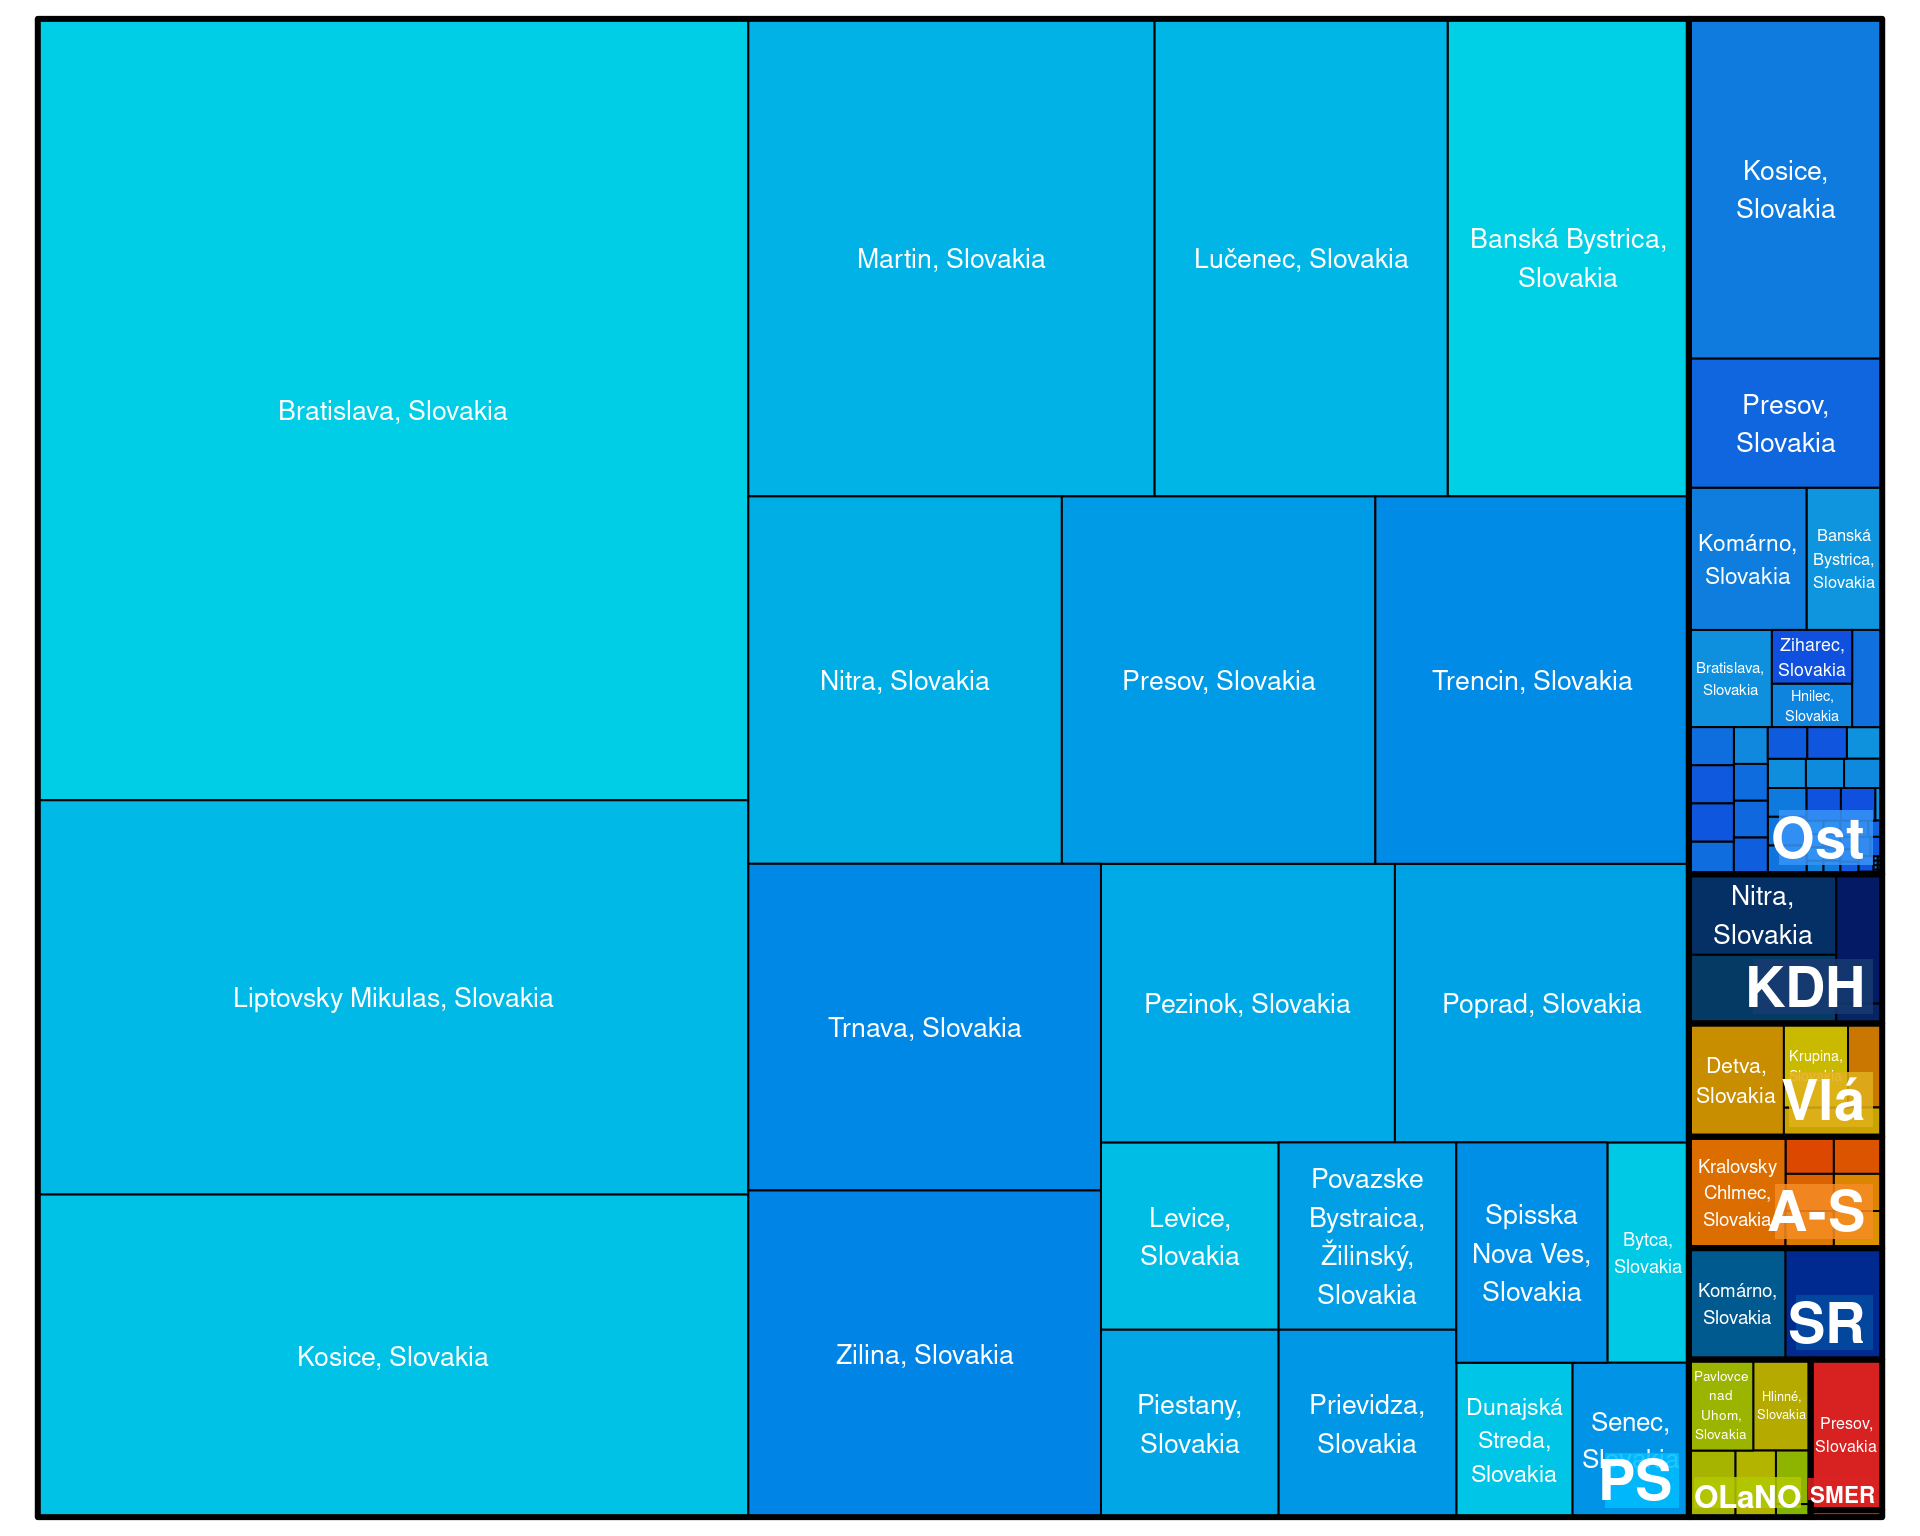 Bratislava, Slovakia
Liptovsky Mikulas, Slovakia
Kosice, Slovakia
Martin, Slovakia
Lučenec, Slovakia
Banská Bystrica,
Slovakia
Nitra, Slovakia
Presov, Slovakia
Trencin, Slovakia
Trnava, Slovakia
Zilina, Slovakia
Pezinok, Slovakia
Poprad, Slovakia
Levice,
Slovakia
Povazske
Bystraica,
Žilinský,
Slovakia
Spisska
Nova Ves,
Slovakia
Bytca,
Slovakia
Piestany,
Slovakia
Prievidza,
Slovakia
Dunajská
Streda,
Slovakia
Senec,
Slovakia
PS
Kosice,
Slovakia
Presov,
Slovakia
Komárno,
Slovakia
Banská
Bystrica,
Slovakia
Bratislava,
Slovakia
Ziharec,
Slovakia
Hnilec,
Slovakia
Ost
Nitra,
Slovakia
KDH
Detva,
Slovakia
Krupina,
Slovakia
Vlá
Kralovsky
Chlmec,
Slovakia
A-S
Komárno,
Slovakia
SR
Pavlovce
nad
Uhom,
Slovakia
Hlinné,
Slovakia
OLaNO
Presov,
Slovakia
SMER